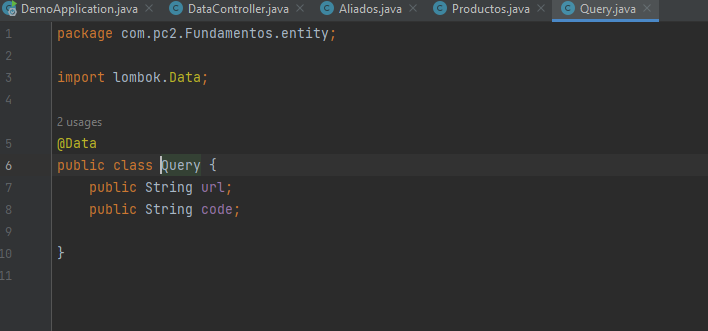 DemoApplication.java DataController.java Aliados.java Productos.java Query.java
1 package com.pc2.Fundamentos.entity;
2
3 import lombok.Data;
4
2 usages
5 @Data
6 public class Query {
7 public String url;
8 public String code;
9
10 }
11